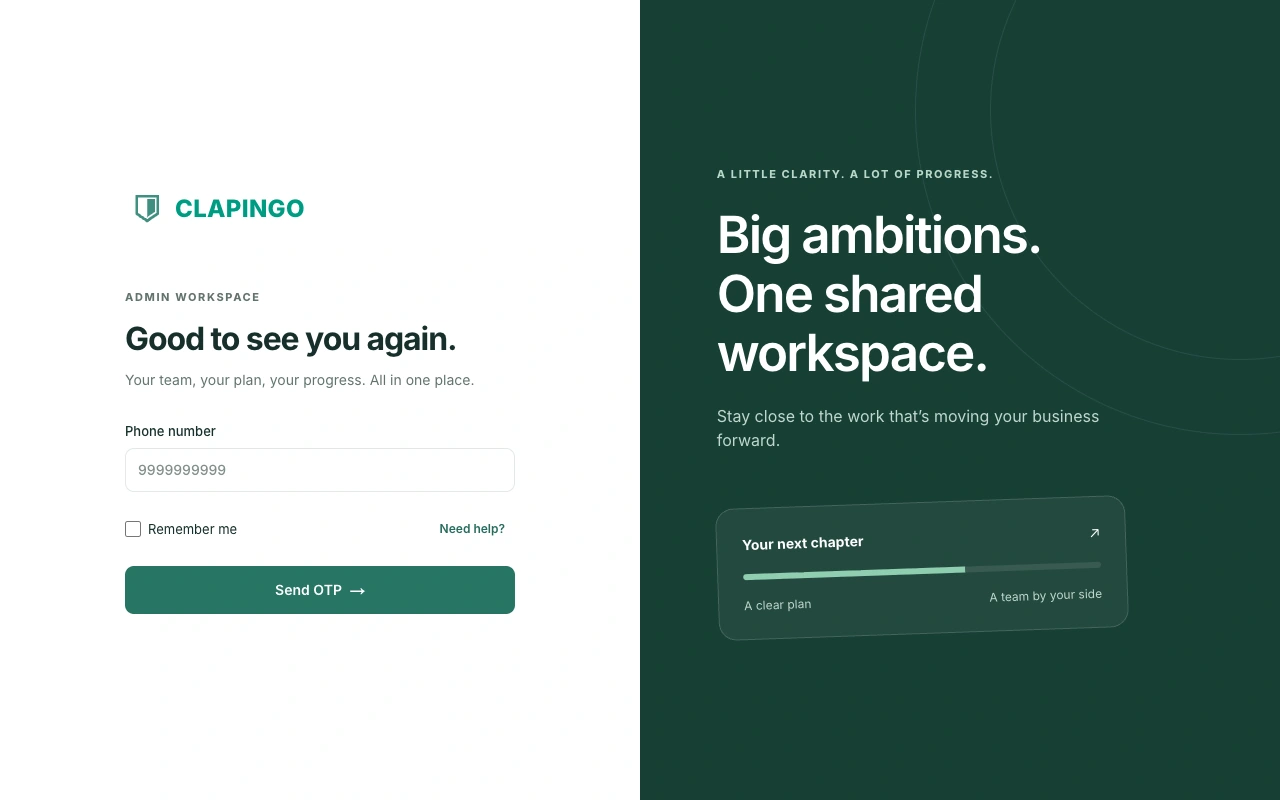 CLAPINGO
ADMIN WORKSPACE
Good to see you again.
Your team, your plan, your progress. All in one place.
Phone number
9999999999
Remember me
Need help?
Send OTP →
A LITTLE CLARITY. A LOT OF PROGRESS.
Big ambitions.
One shared
workspace.
Stay close to the work that’s moving your business
forward.
Your next chapter ↗
A clear plan
A team by your side